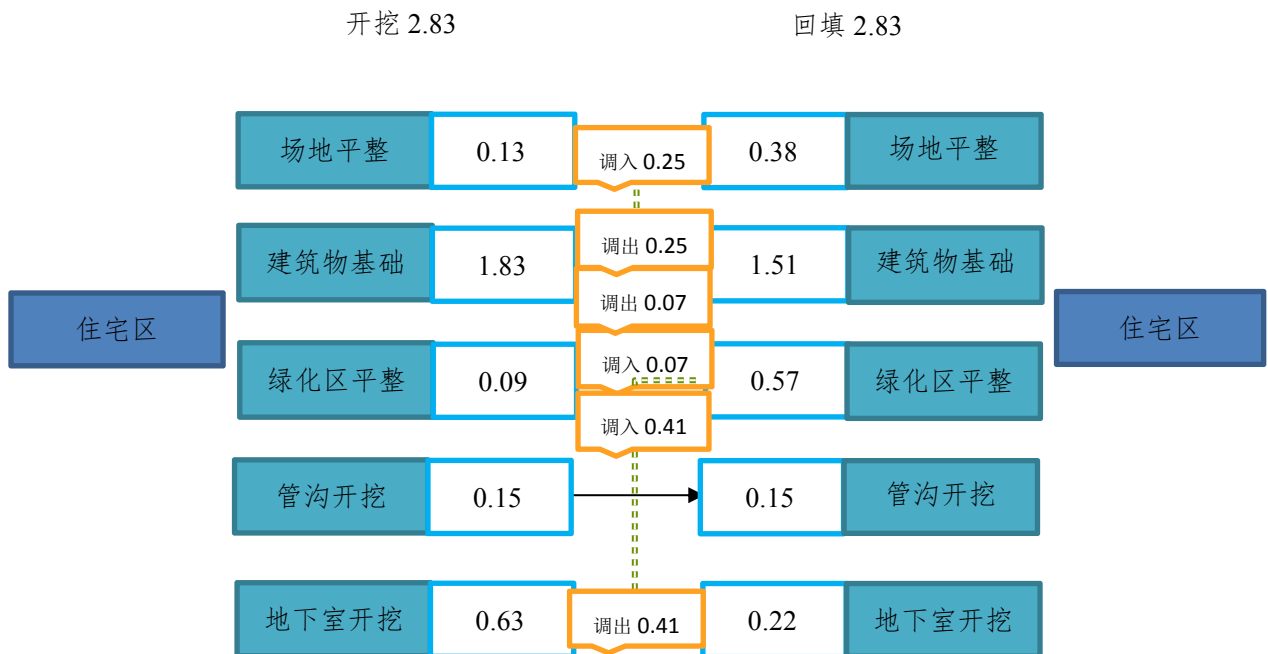 开挖 2.83 回填 2.83
场地平整 0.13 调入 0.25 0.38 场地平整
建筑物基础 1.83 调出 0.25 1.51 建筑物基础
调出 0.07
住宅区 住宅区
绿化区平整 0.09 调入 0.07 0.57 绿化区平整
调入 0.41
管沟开挖 0.15 0.15 管沟开挖
地下室开挖 0.63 调出 0.41 0.22 地下室开挖